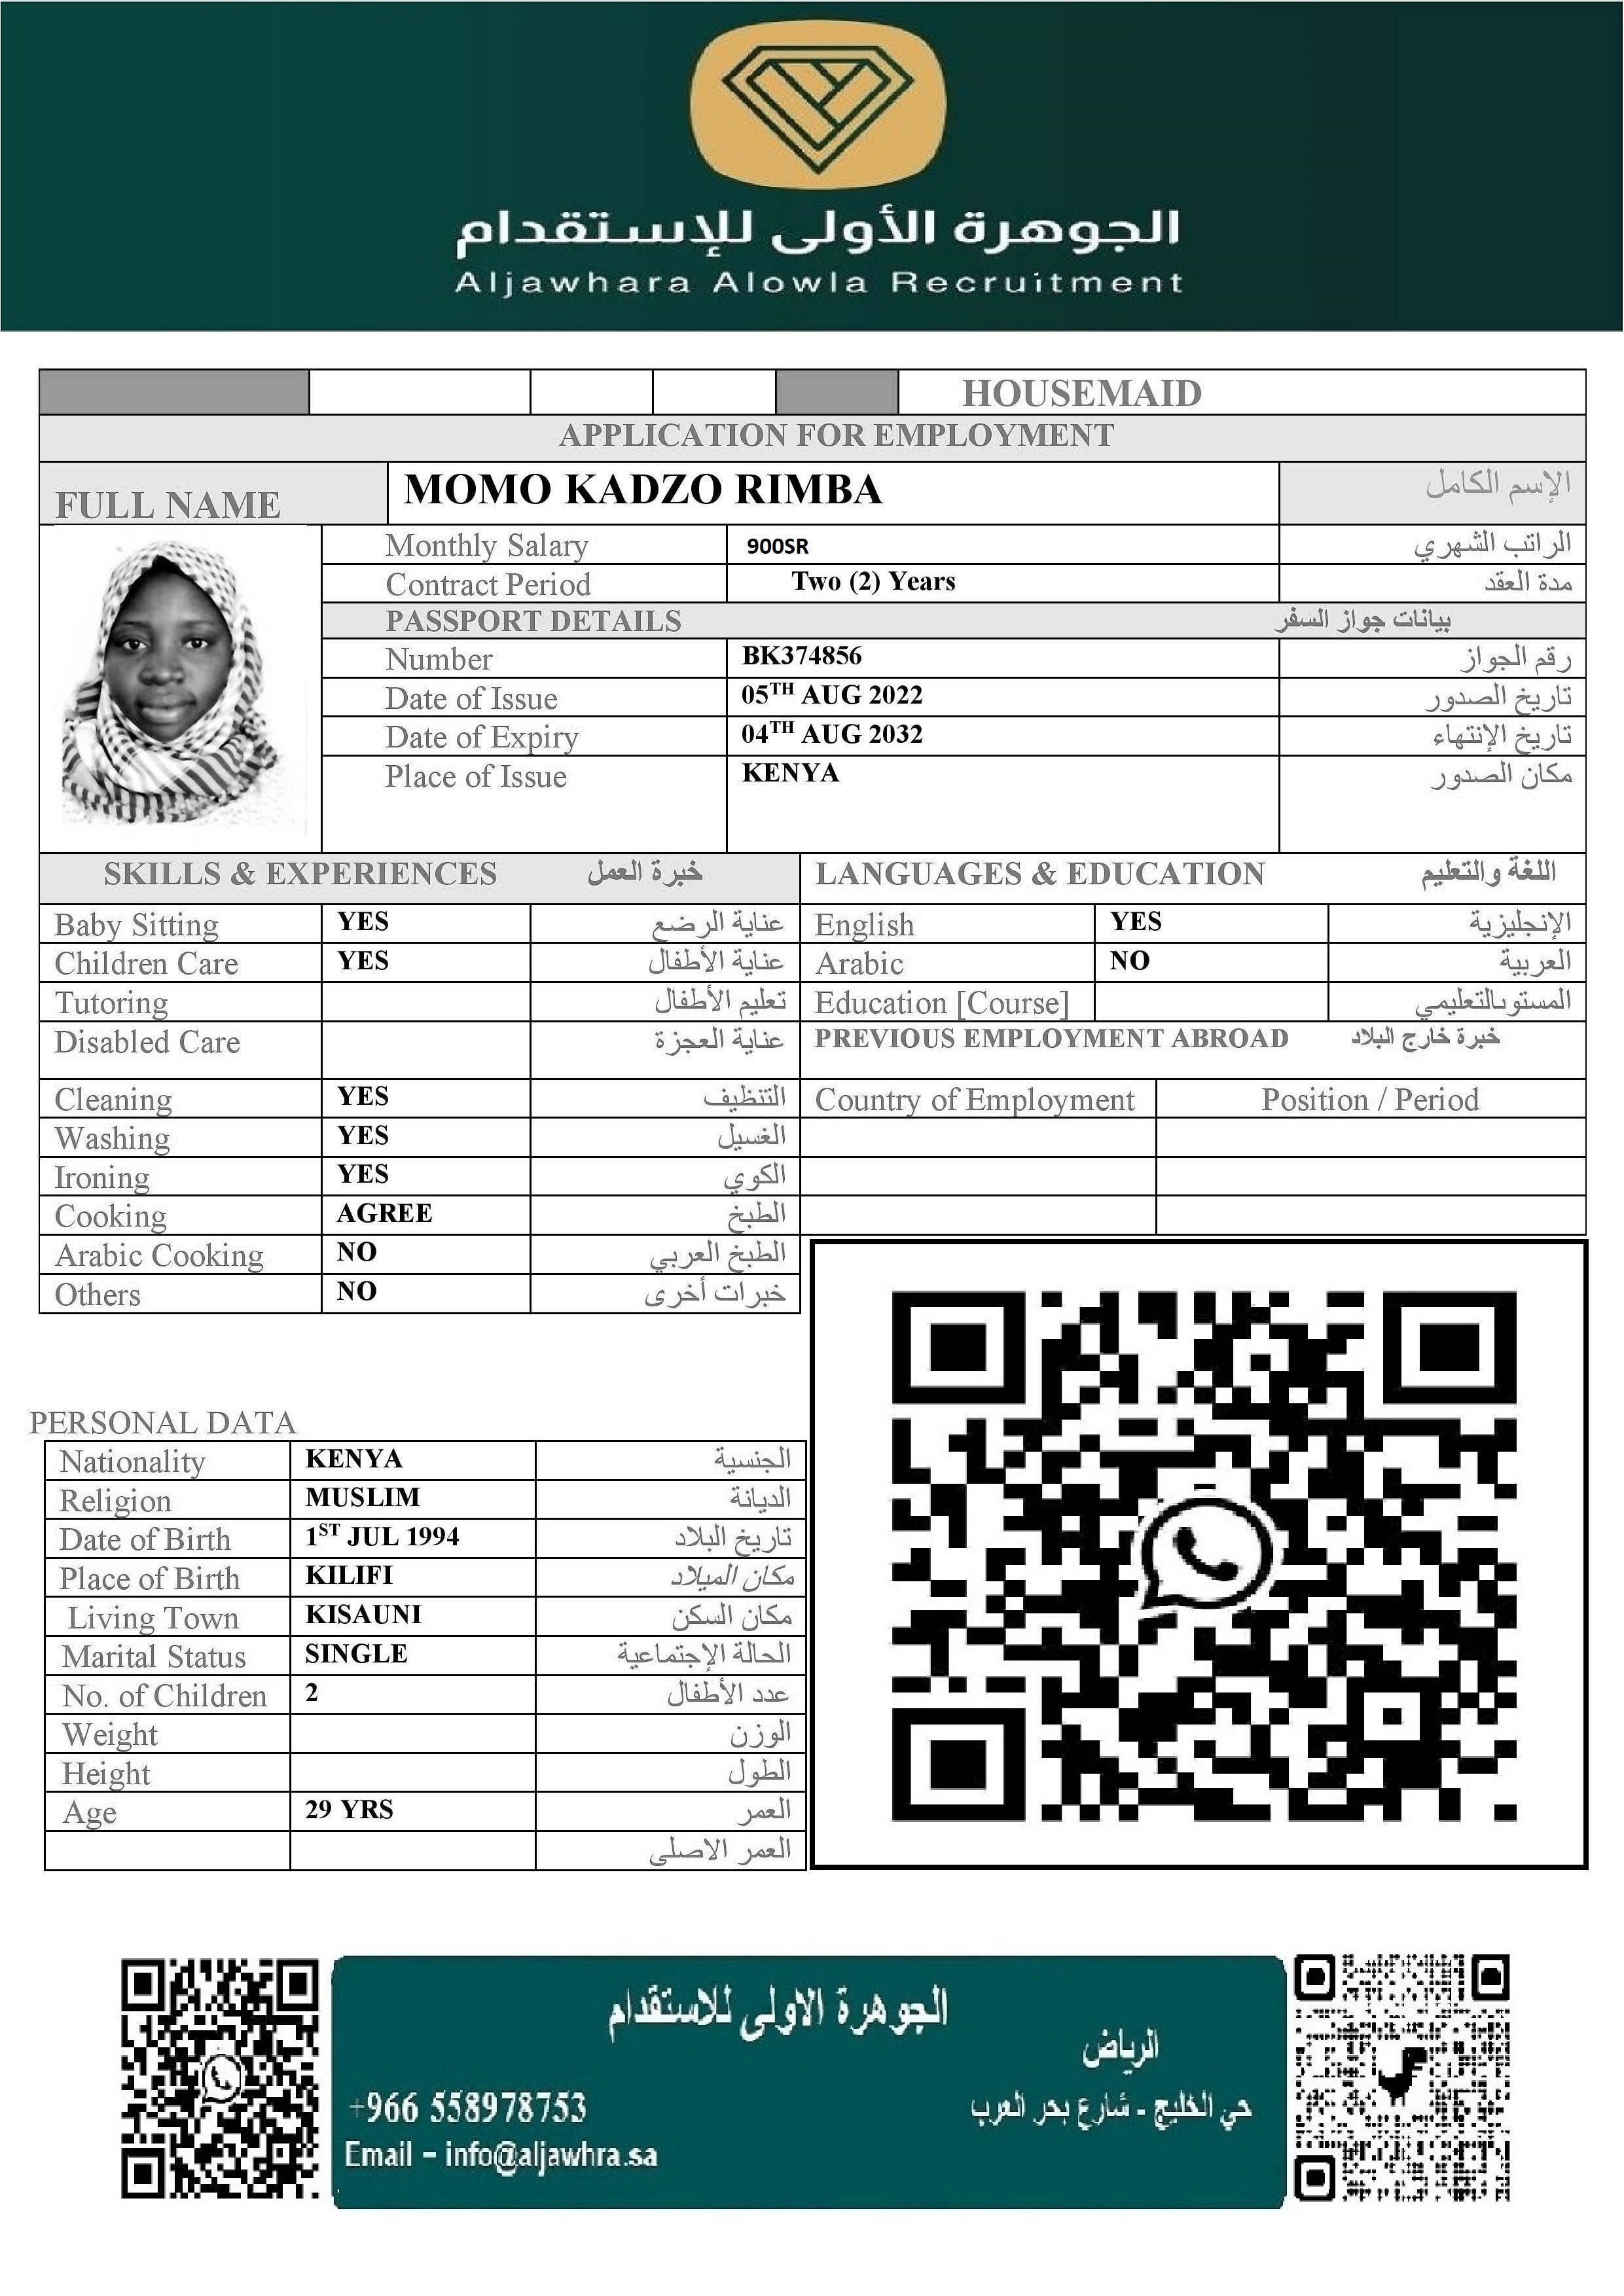 الجوهرة الأولى للإستقدام
Aljawhara Alowla Recruitment
HOUSEMAID
APPLICATION FOR EMPLOYMENT
FULL NAME MOMO KADZO RIMBA الإسم الكامل
Monthly Salary 900SR الراتب الشهري
Contract Period Two (2) Years مدة العقد
PASSPORT DETAILS بيانات جواز السفر
Number BK374856 رقم الجواز
Date of Issue 05TH AUG 2022 تاريخ الصدور
Date of Expiry 04TH AUG 2032 تاريخ الإنتهاء
Place of Issue KENYA مكان الصدور
SKILLS & EXPERIENCES خبرة العمل
Baby Sitting YES عناية الرضع
Children Care YES عناية الأطفال
Tutoring تعليم الأطفال
Disabled Care عناية العجزة
Cleaning YES التنظيف
Washing YES الغسيل
Ironing YES الكوي
Cooking AGREE الطبخ
Arabic Cooking NO الطبخ العربي
Others NO خبرات أخرى
LANGUAGES & EDUCATION اللغة والتعليم
English YES الإنجليزية
Arabic NO العربية
Education [Course] المستوىالتعليمي
PREVIOUS EMPLOYMENT ABROAD خبرة خارج البلاد
Country of Employment Position / Period
PERSONAL DATA
Nationality KENYA الجنسية
Religion MUSLIM الديانة
Date of Birth 1ST JUL 1994 تاريخ البلاد
Place of Birth KILIFI مكان الميلاد
Living Town KISAUNI مكان السكن
Marital Status SINGLE الحالة الإجتماعية
No. of Children 2 عدد الأطفال
Weight الوزن
Height الطول
Age 29 YRS العمر
العمر الاصلى
الجوهرة الاولى للاستقدام
الرياض
حي الخليج - شارع بحر العرب
+966 558978753
Email – info@aljawhra.sa